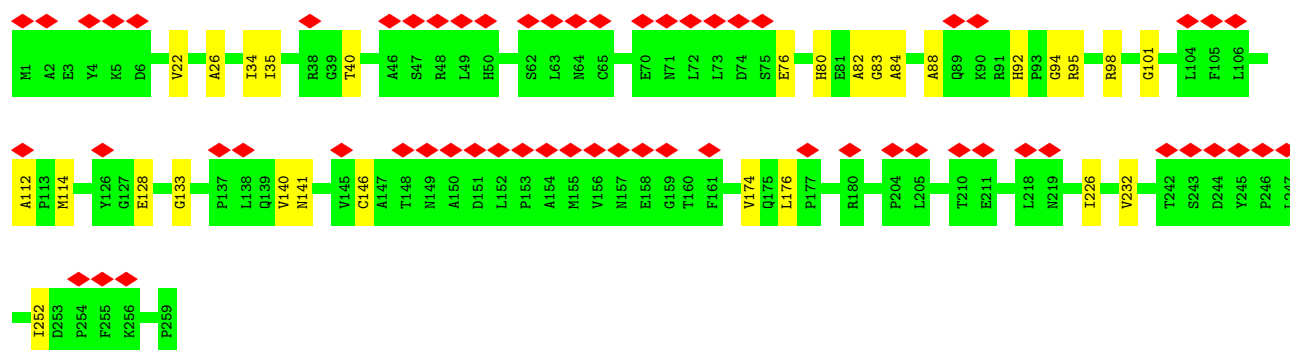 M1 A2 E3 Y4 K5 D6 V22 A26 I34 I35 R38 G39 T40 A46 S47 R48 L49 H50 S62 L63 N64 C65 E70 N71 L72 L73 D74 S75 E76 H80 E81 A82 G83 A84 A88 Q89 K90 R91 H92 P93 G94 R95 R98 G101 L104 F105 L106
A112 P113 M114 Y126 G127 E128 G133 P137 L138 Q139 V140 N141 V145 C146 A147 T148 N149 A150 D151 L152 P153 A154 M155 V156 N157 E158 G159 T160 F161 V174 Q175 L176 P177 R180 P204 L205 T210 E211 L218 N219 I226 V232 T242 S243 D244 Y245 P246 L247
I252 D253 P254 F255 K256 P259